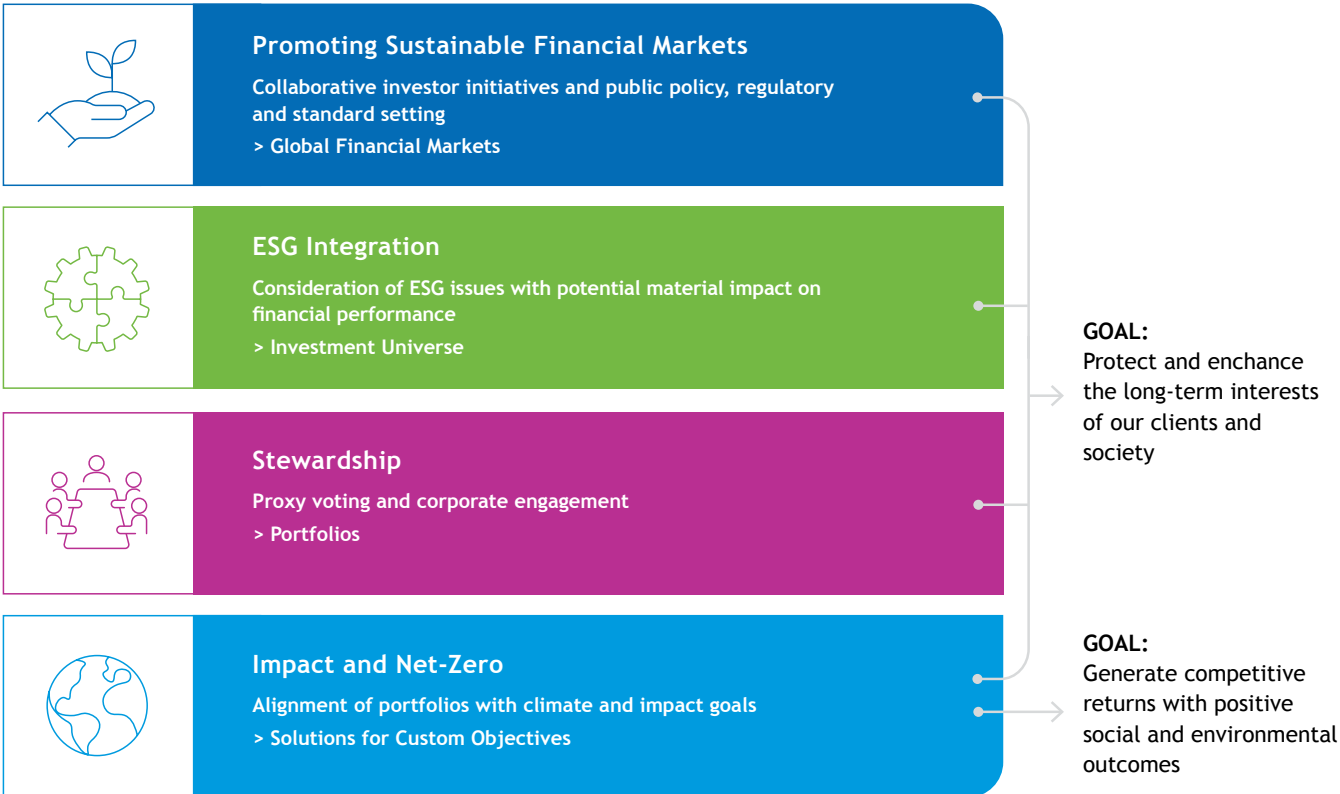 Promoting Sustainable Financial Markets
Collaborative investor initiatives and public policy, regulatory
and standard setting
> Global Financial Markets
ESG Integration
Consideration of ESG issues with potential material impact on
financial performance
> Investment Universe
Stewardship
Proxy voting and corporate engagement
> Portfolios
Impact and Net-Zero
Alignment of portfolios with climate and impact goals
> Solutions for Custom Objectives
GOAL:
Protect and enchance
the long-term interests
of our clients and
society
GOAL:
Generate competitive
returns with positive
social and environmental
outcomes